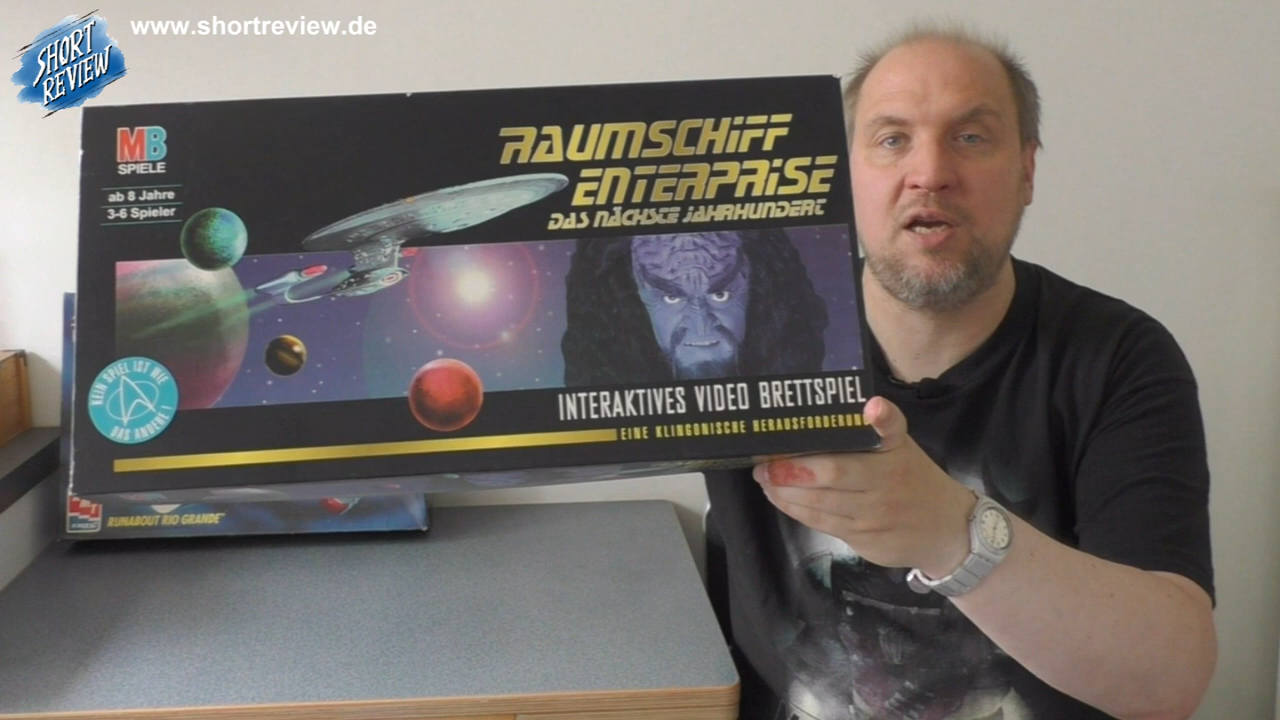 www.shortreview.de
SHORT
REVIEW
MB
SPIELE
ab 8 Jahre
3-6 Spieler
RAUMSCHIFF
ENTERPRISE
DAS NÄCHSTE JAHRHUNDERT
KEIN SPIEL IST WIE
DAS ANDERE!
INTERAKTIVES VIDEO BRETTSPIEL
EINE KLINGONISCHE HERAUSFORDERUNG
RUNABOUT RIO GRANDE